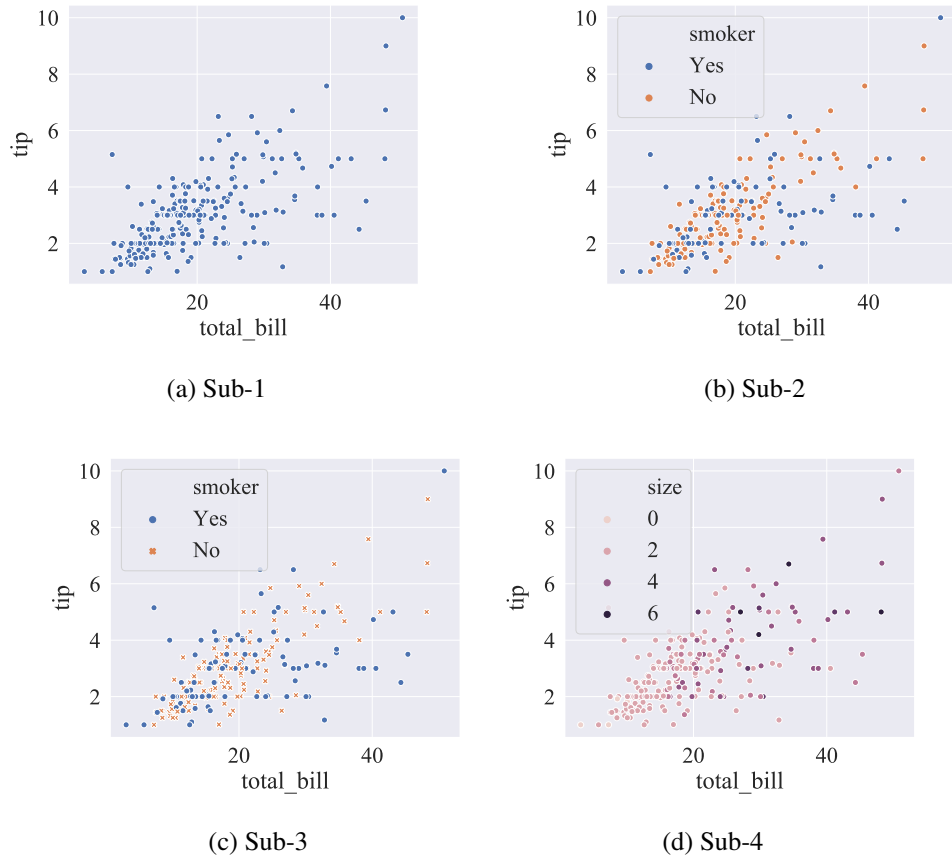 10
8
6
4
2
tip
20
40
total_bill
(a) Sub-1
10
8
6
4
2
tip
smoker
Yes
No
20
40
total_bill
(b) Sub-2
10
8
6
4
2
tip
smoker
Yes
No
20
40
total_bill
(c) Sub-3
10
8
6
4
2
tip
size
0
2
4
6
20
40
total_bill
(d) Sub-4